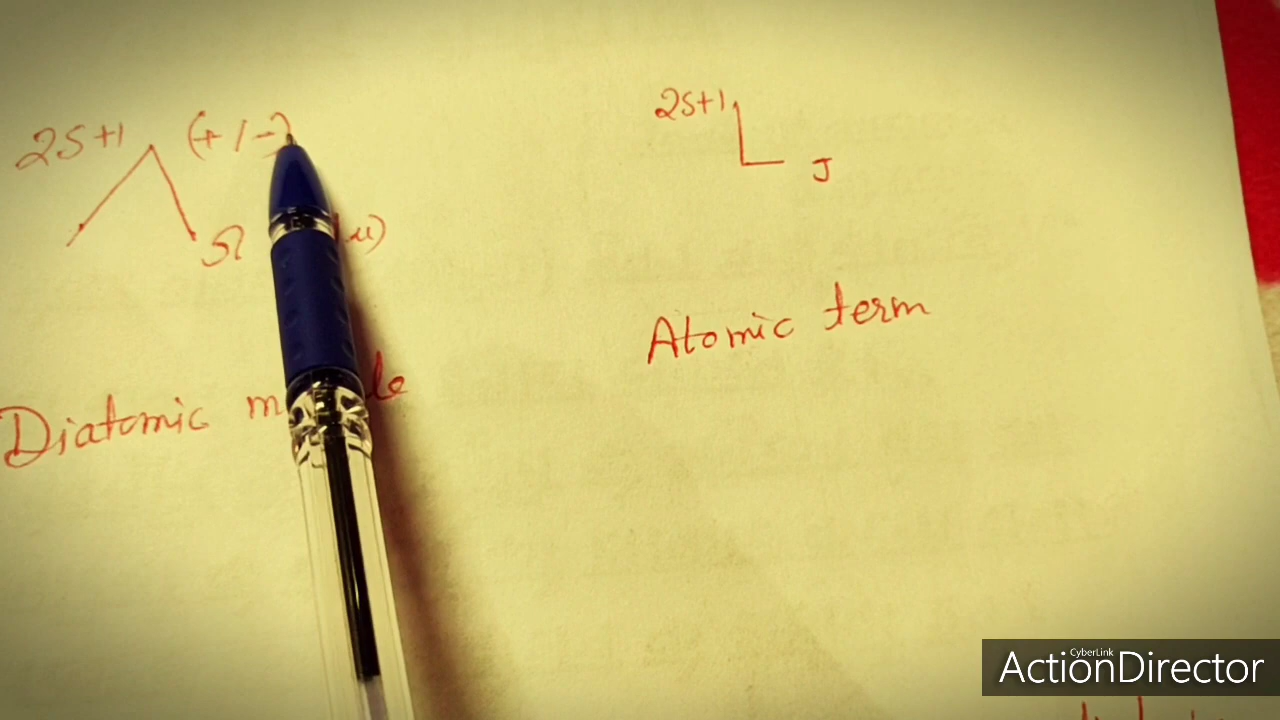 2S+1 Λ (+/-)
Ω
u)
Diatomic
2S+1 L J
Atomic term
CyberLink
ActionDirector